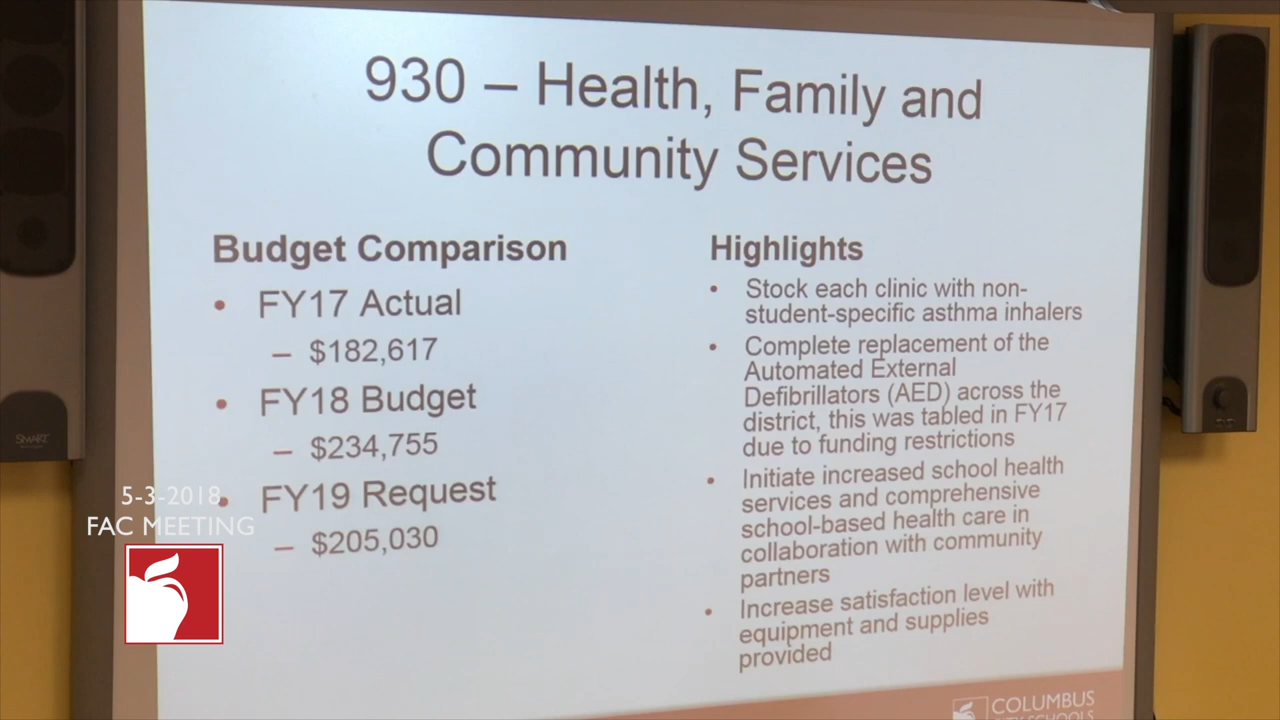 930 – Health, Family and
Community Services
Budget Comparison
• FY17 Actual
– $182,617
• FY18 Budget
– $234,755
• FY19 Request
– $205,030
Highlights
• Stock each clinic with non-
student-specific asthma inhalers
• Complete replacement of the
Automated External
Defibrillators (AED) across the
district, this was tabled in FY17
due to funding restrictions
• Initiate increased school health
services and comprehensive
school-based health care in
collaboration with community
partners
• Increase satisfaction level with
equipment and supplies
provided
5-3-2018
FAC MEETING
SMART
COLUMBUS
CITY SCHOOLS